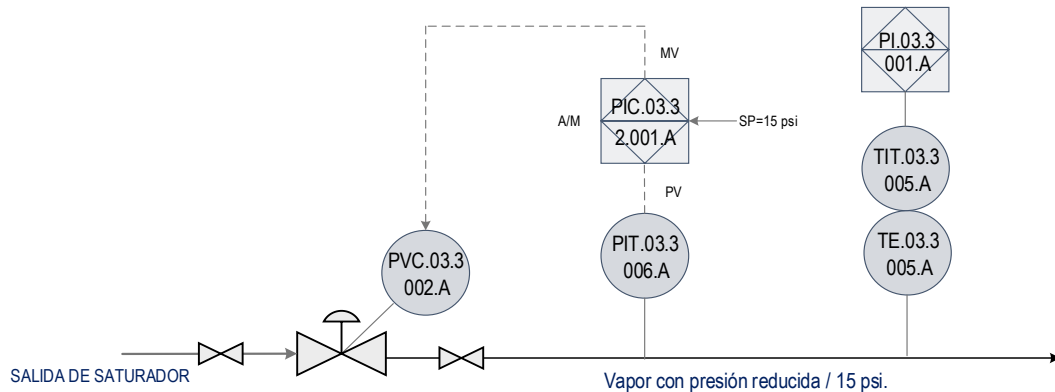 MV
PI.03.3
001.A
PIC.03.3
2.001.A
A/M
SP=15 psi
TIT.03.3
005.A
PV
PVC.03.3
002.A
PIT.03.3
006.A
TE.03.3
005.A
SALIDA DE SATURADOR
Vapor con presión reducida / 15 psi.